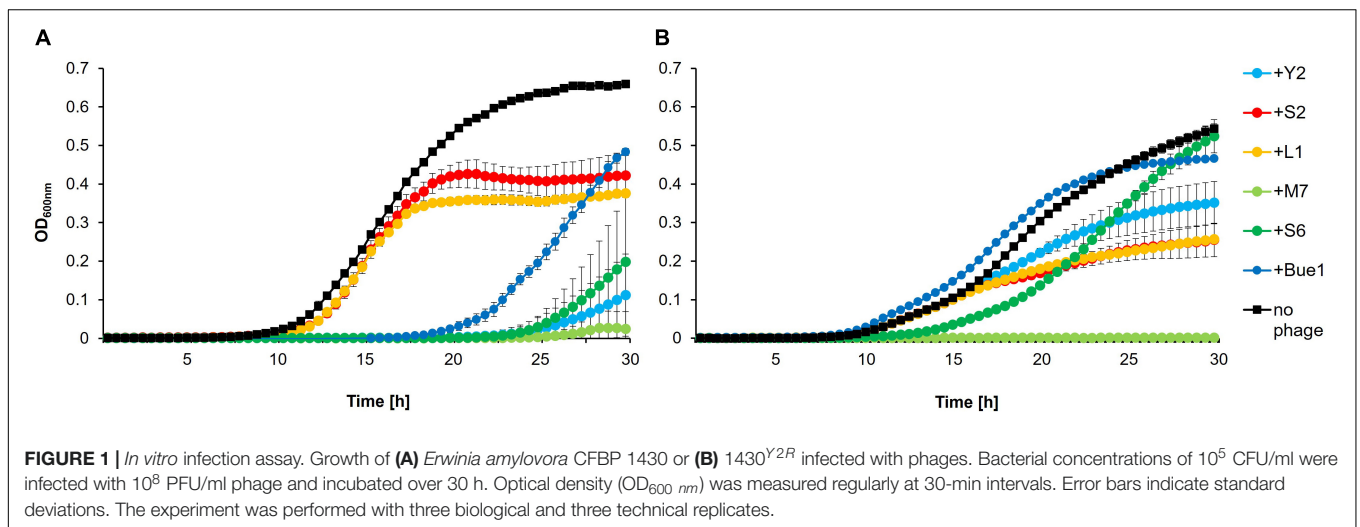 A
B
0.7
0.6
0.5
0.4
0.3
0.2
0.1
0
OD600nm
5
10
15
20
25
30
Time [h]
0.7
0.6
0.5
0.4
0.3
0.2
0.1
0
5
10
15
20
25
30
Time [h]
+Y2
+S2
+L1
+M7
+S6
+Bue1
no
phage
FIGURE 1 | In vitro infection assay. Growth of (A) Erwinia amylovora CFBP 1430 or (B) 1430Y2R infected with phages. Bacterial concentrations of 10⁵ CFU/ml were
infected with 10⁸ PFU/ml phage and incubated over 30 h. Optical density (OD600 nm) was measured regularly at 30-min intervals. Error bars indicate standard
deviations. The experiment was performed with three biological and three technical replicates.